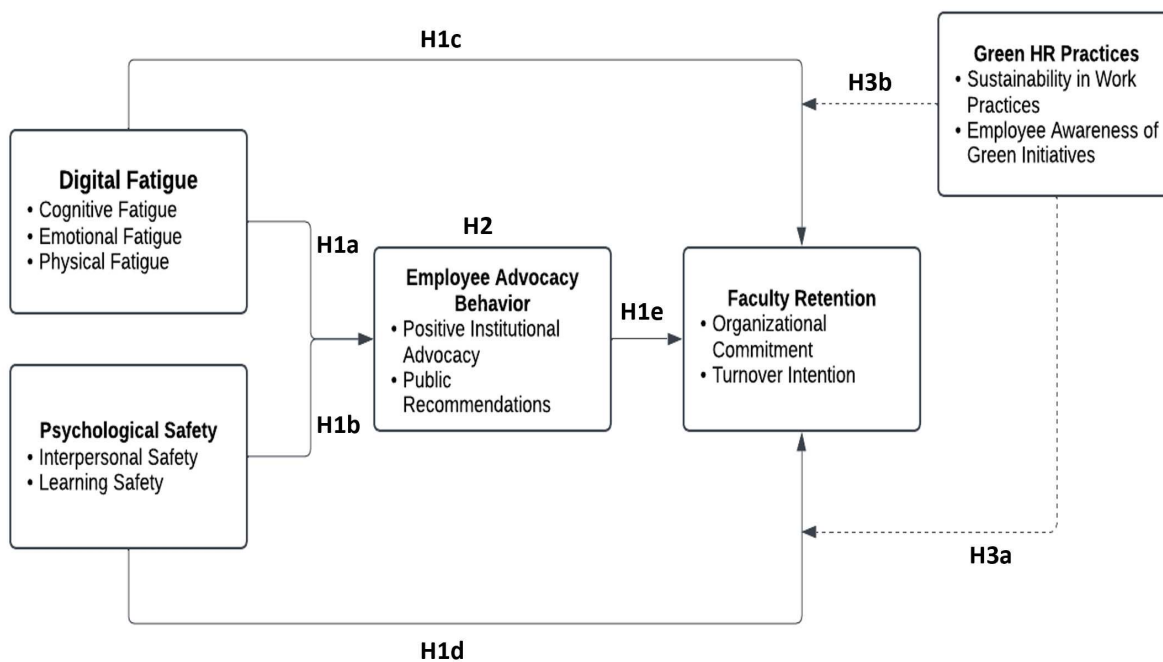 H1c
Green HR Practices
• Sustainability in Work
Practices
• Employee Awareness of
Green Initiatives
H3b
Digital Fatigue
• Cognitive Fatigue
• Emotional Fatigue
• Physical Fatigue
H1a
H2
Employee Advocacy
Behavior
• Positive Institutional
Advocacy
• Public
Recommendations
H1e
Faculty Retention
• Organizational
Commitment
• Turnover Intention
H1b
Psychological Safety
• Interpersonal Safety
• Learning Safety
H3a
H1d